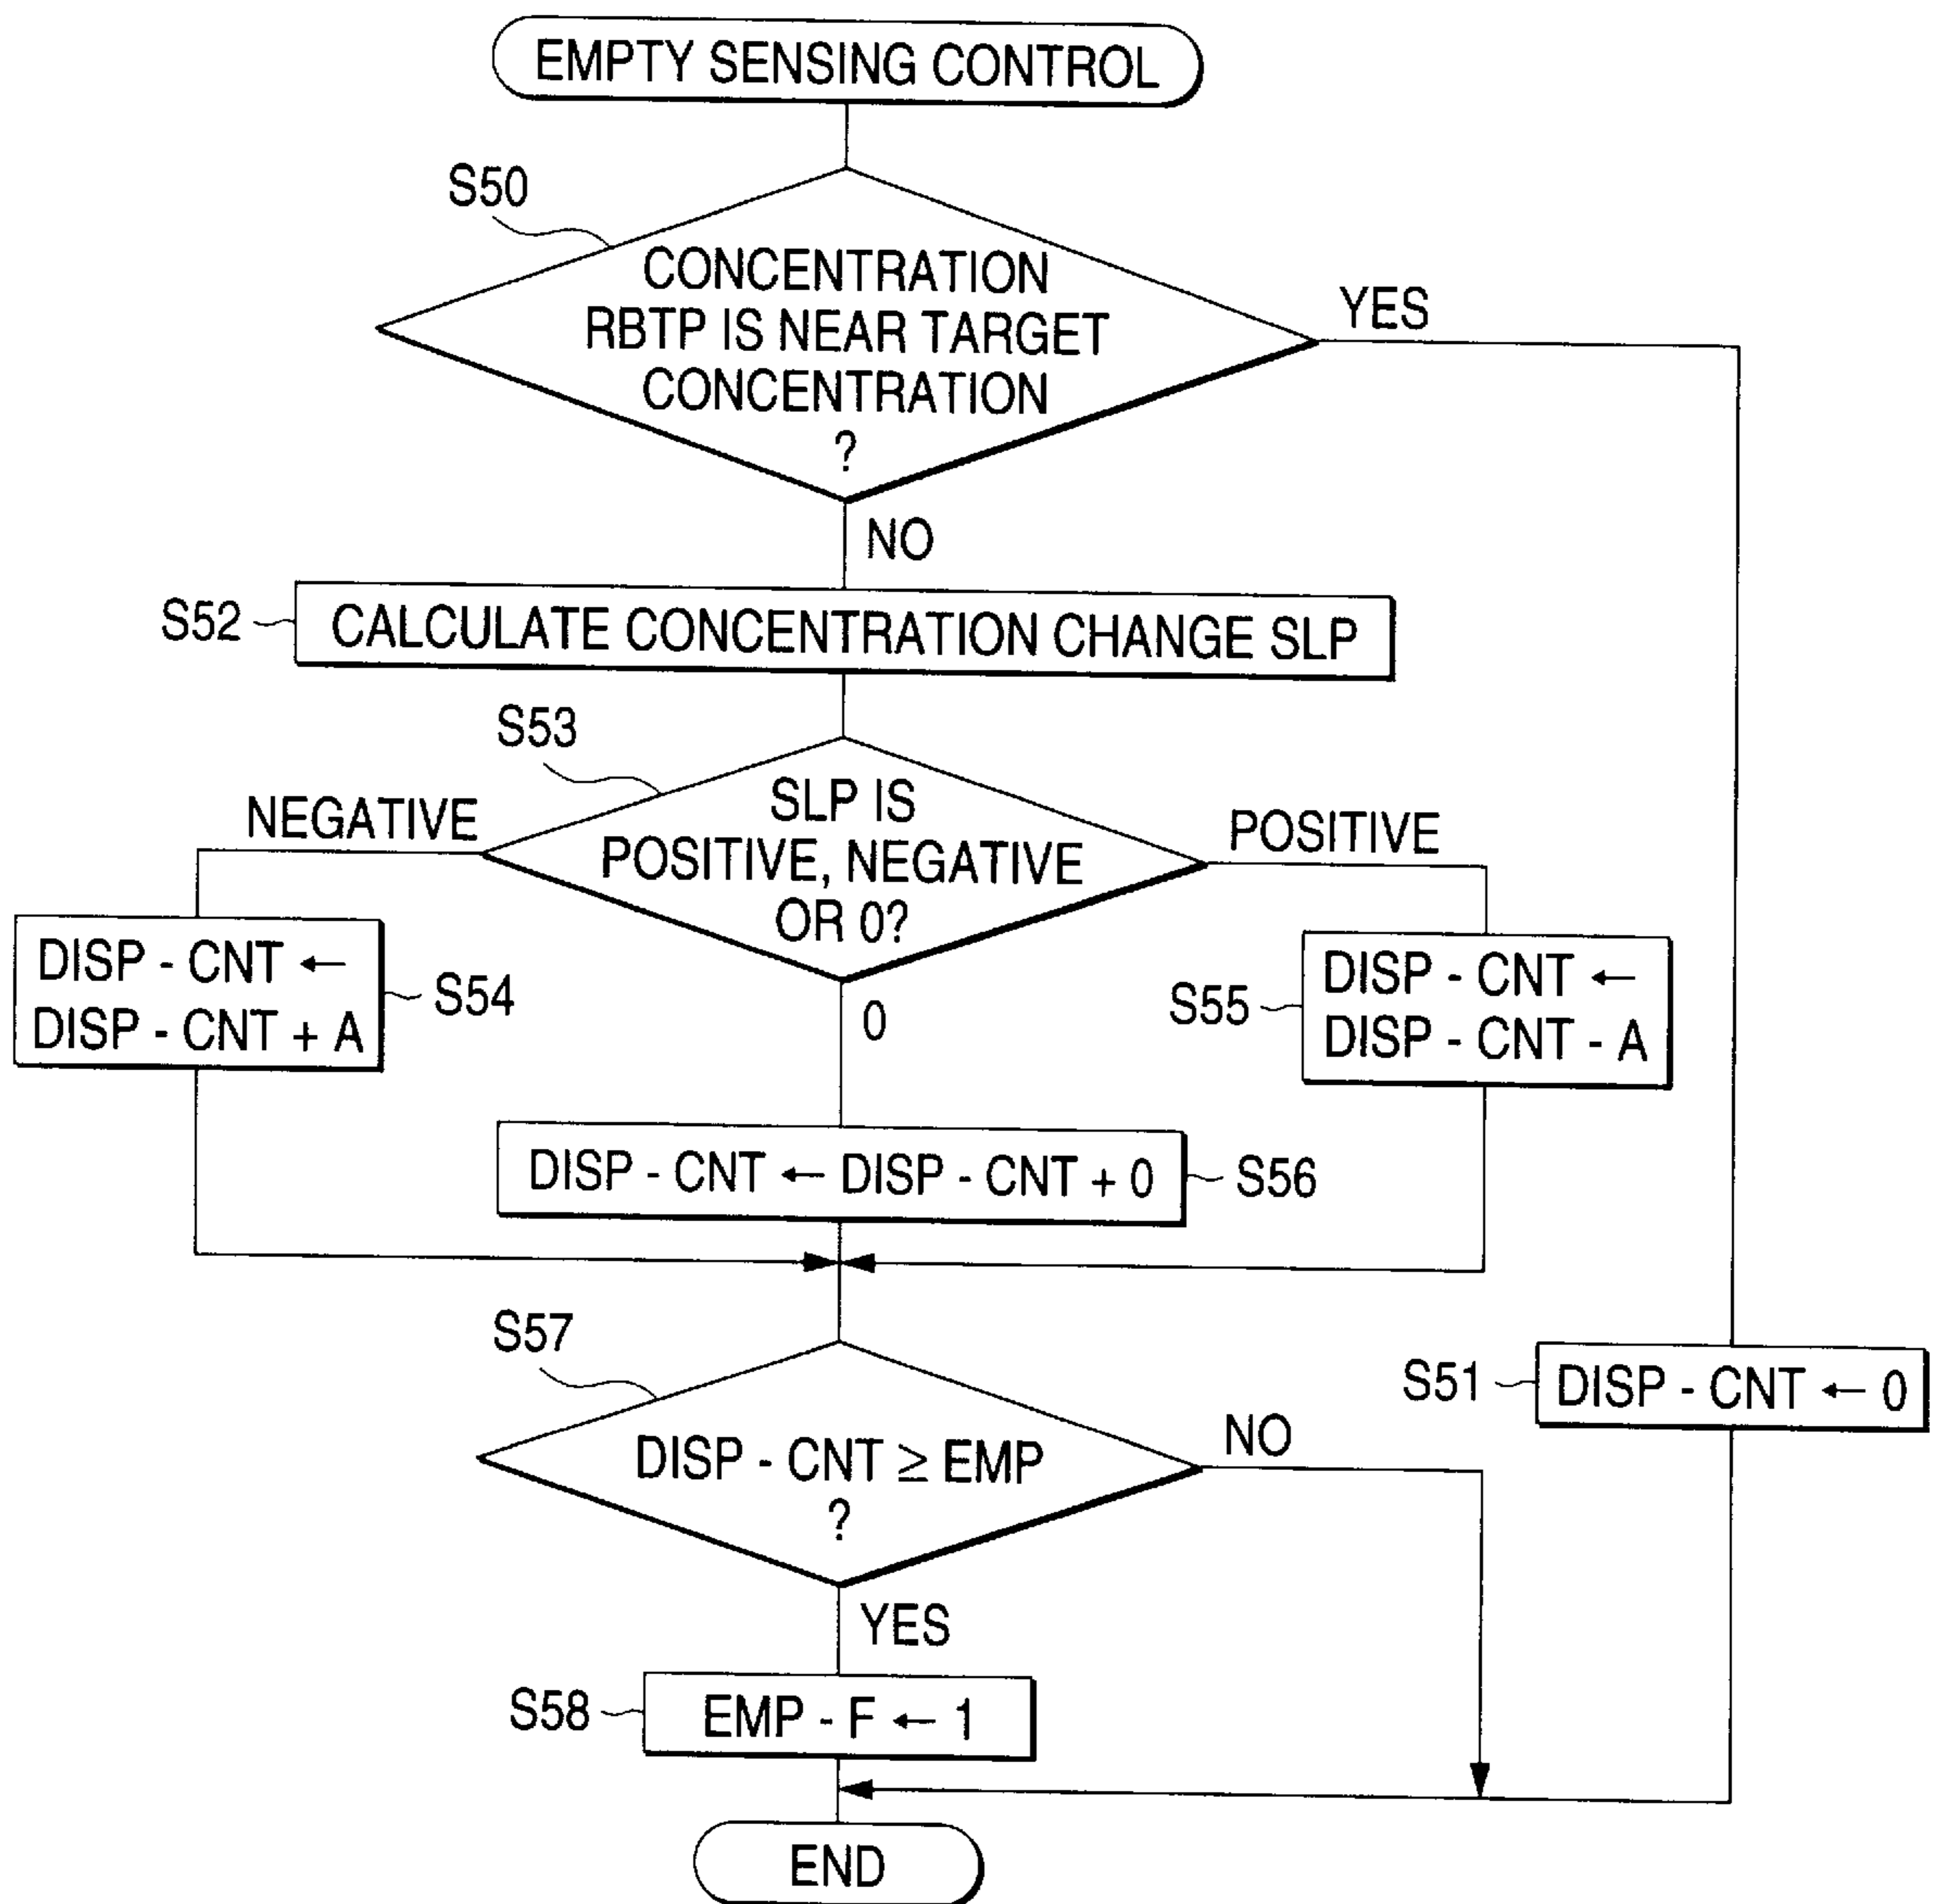 EMPTY SENSING CONTROL
S50
CONCENTRATION
RBTP IS NEAR TARGET
CONCENTRATION
?
YES
NO
S52
CALCULATE CONCENTRATION CHANGE SLP
S53
SLP IS
POSITIVE, NEGATIVE
OR 0?
NEGATIVE
POSITIVE
0
DISP - CNT ←
DISP - CNT + A
S54
S55
DISP - CNT ←
DISP - CNT - A
DISP - CNT ← DISP - CNT + 0
S56
S57
DISP - CNT ≥ EMP
?
NO
YES
S51
DISP - CNT ← 0
S58
EMP - F ← 1
END